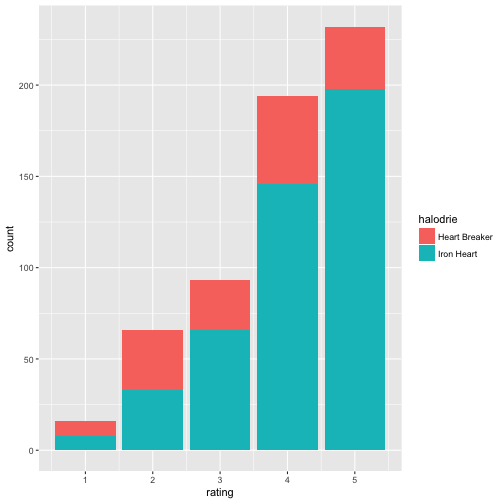 200
150
100
50
0
count
1 2 3 4 5
rating
halodrie
Heart Breaker
Iron Heart